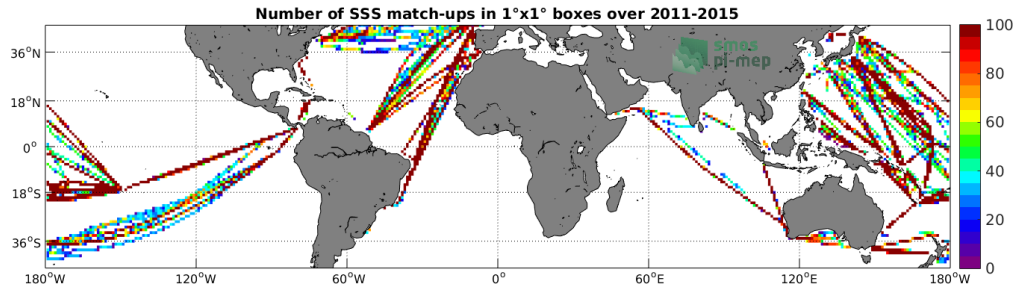 Number of SSS match-ups in 1°x1° boxes over 2011-2015
smos
pi-mep
36°N
18°N
0°
18°S
36°S
180°W 120°W 60°W 0° 60°E 120°E 180°W
100
80
60
40
20
0